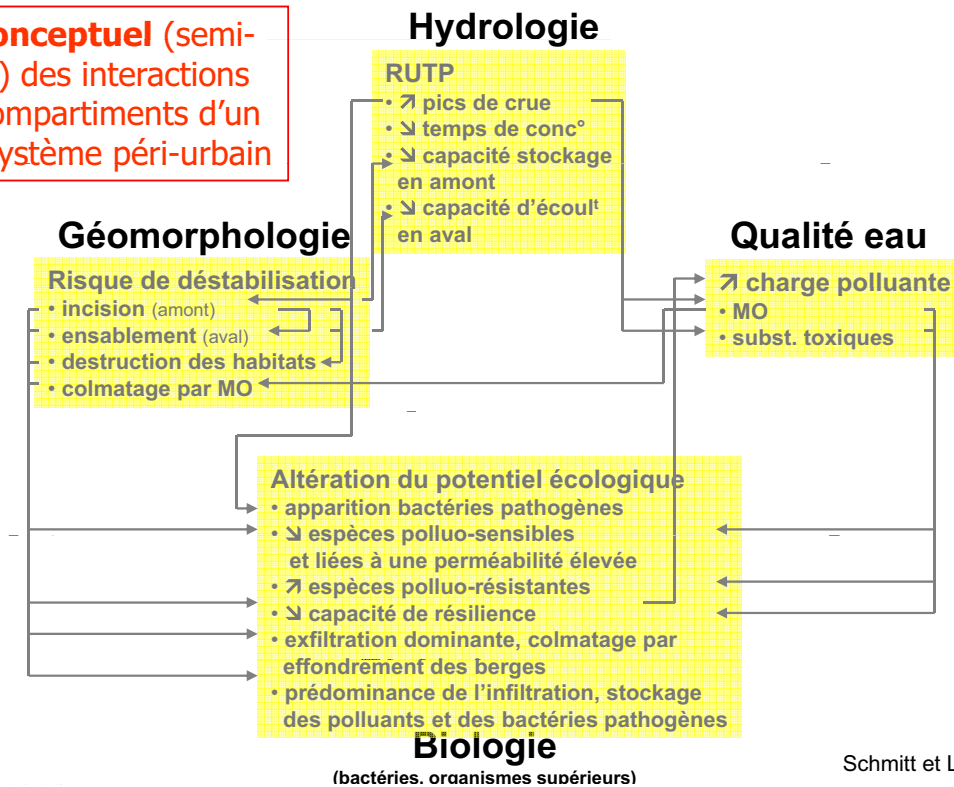 onceptuel (semi-
) des interactions
ompartiments d'un
ystème péri-urbain
Hydrologie
RUTP
• ↗ pics de crue
• ↘ temps de conc°
• ↘ capacité stockage
en amont
• ↘ capacité d'écoulᵗ
en aval
Géomorphologie
Risque de déstabilisation
• incision (amont)
• ensablement (aval)
• destruction des habitats
• colmatage par MO
Qualité eau
↗ charge polluante
• MO
• subst. toxiques
Altération du potentiel écologique
• apparition bactéries pathogènes
• ↘ espèces polluo-sensibles
et liées à une perméabilité élevée
• ↗ espèces polluo-résistantes
• ↘ capacité de résilience
• exfiltration dominante, colmatage par
effondrement des berges
• prédominance de l'infiltration, stockage
des polluants et des bactéries pathogènes
Biologie
(bactéries, organismes supérieurs)
Schmitt et L